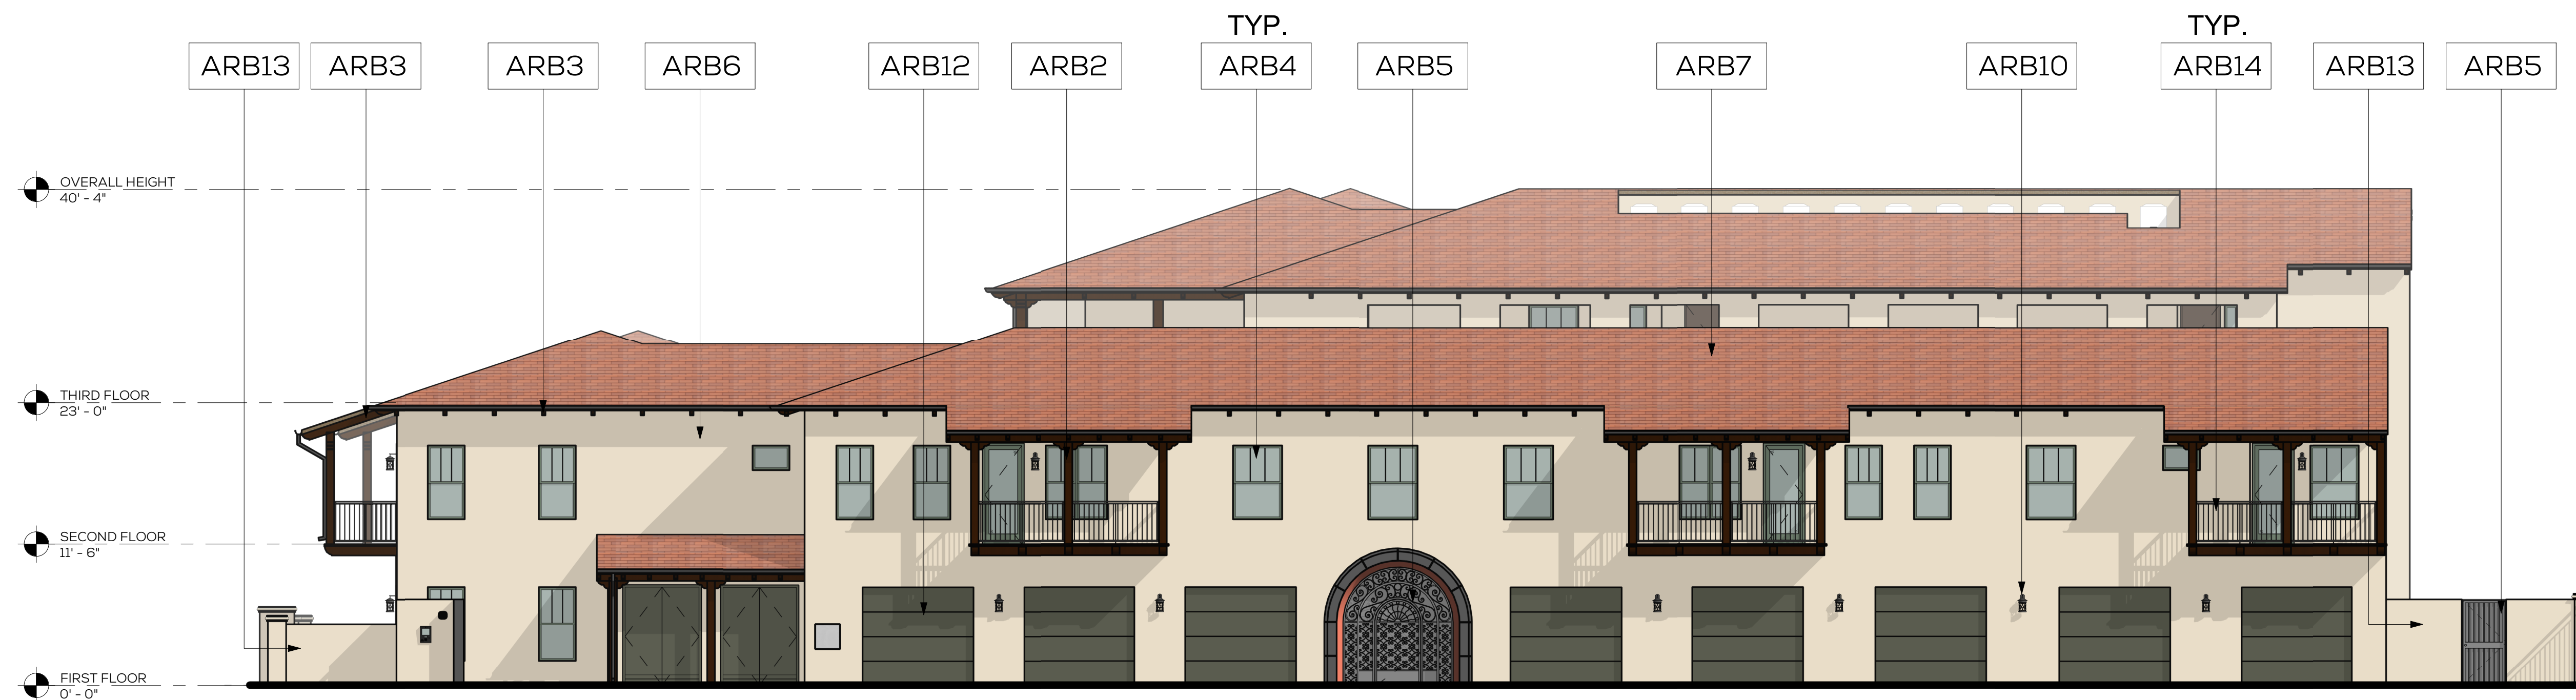 TYP.
TYP.
ARB13
ARB3
ARB3
ARB6
ARB12
ARB2
ARB4
ARB5
ARB7
ARB10
ARB14
ARB13
ARB5
OVERALL HEIGHT
40' - 4"
THIRD FLOOR
23' - 0"
SECOND FLOOR
11' - 6"
FIRST FLOOR
0' - 0"